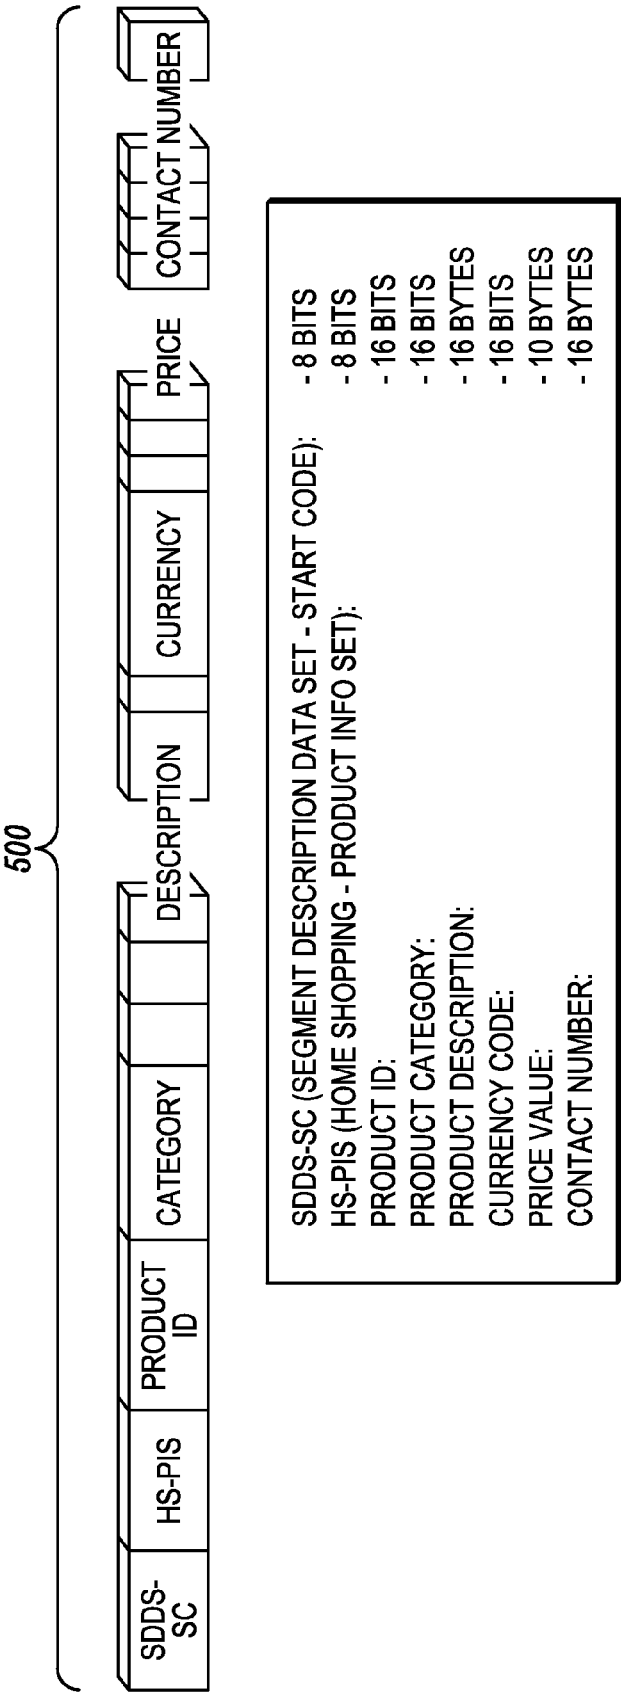 500
SDDS-
SC
HS-PIS
PRODUCT
ID
CATEGORY
DESCRIPTION
CURRENCY
PRICE
CONTACT NUMBER
SDDS-SC (SEGMENT DESCRIPTION DATA SET - START CODE): - 8 BITS
HS-PIS (HOME SHOPPING - PRODUCT INFO SET): - 8 BITS
PRODUCT ID: - 16 BITS
PRODUCT CATEGORY: - 16 BITS
PRODUCT DESCRIPTION: - 16 BYTES
CURRENCY CODE: - 16 BITS
PRICE VALUE: - 10 BYTES
CONTACT NUMBER: - 16 BYTES